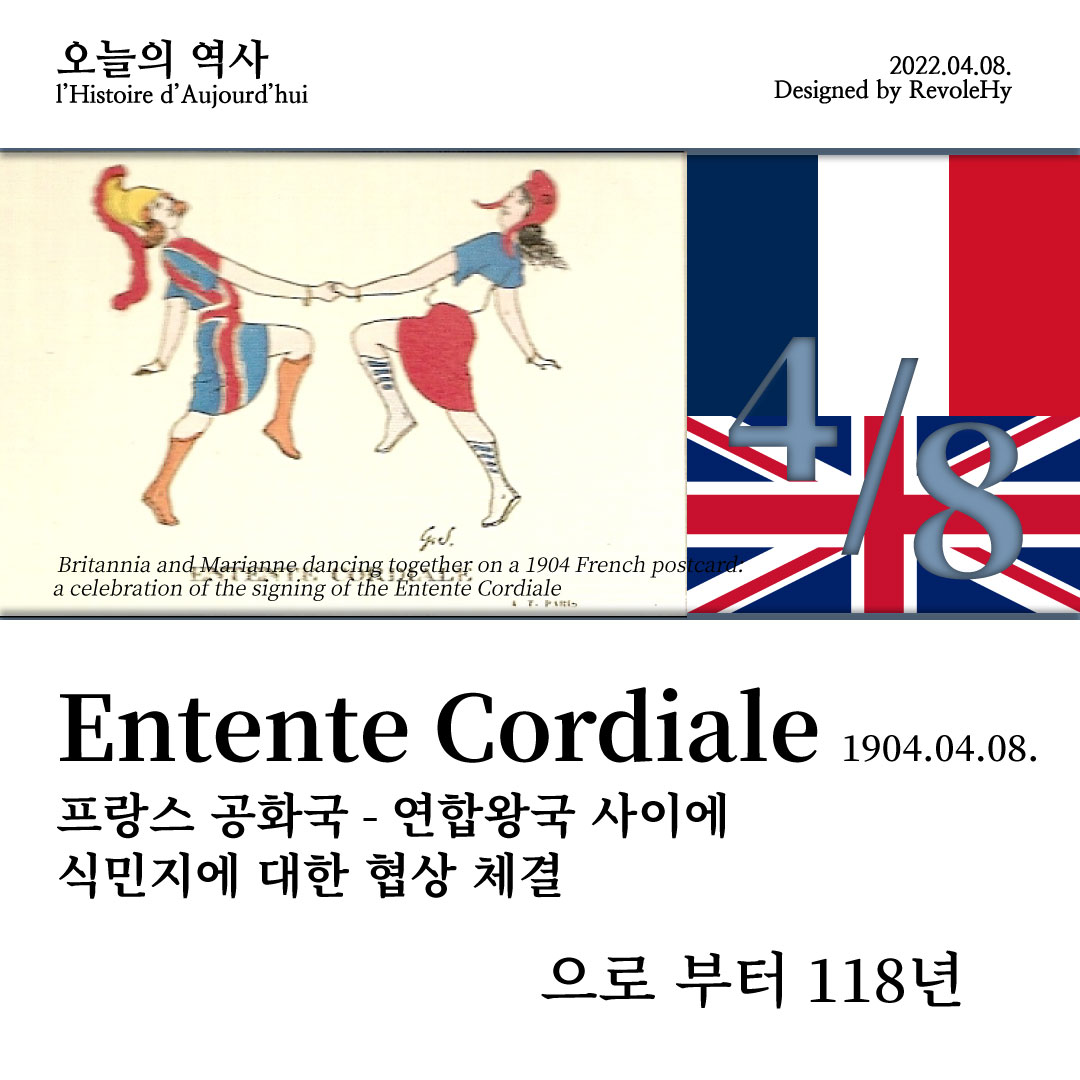 오늘의 역사
l’Histoire d’Aujourd’hui
2022.04.08.
Designed by RevoleHy
4/8
G.S.
Britannia and Marianne dancing together on a 1904 French postcard:
ENTENTE CORDIALE
a celebration of the signing of the Entente Cordiale
PARIS
Entente Cordiale 1904.04.08.
프랑스 공화국 - 연합왕국 사이에
식민지에 대한 협상 체결
으로 부터 118년